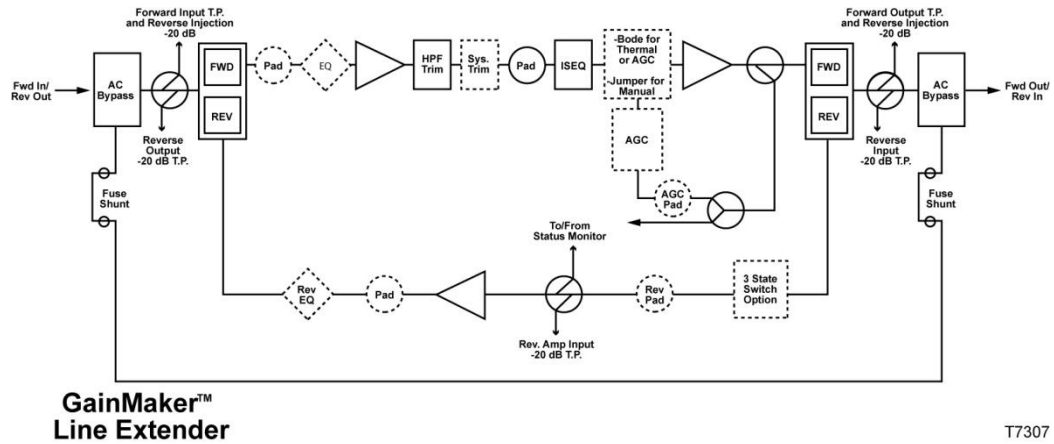 Forward Input T.P.
and Reverse Injection
-20 dB
Forward Output T.P.
and Reverse Injection
-20 dB
Fwd In/
Rev Out
AC
Bypass
FWD
REV
Pad
EQ
HPF
Trim
Sys.
Trim
Pad
ISEQ
-Bode for
Thermal
or AGC
-Jumper for
Manual
FWD
REV
AC
Bypass
Fwd Out/
Rev In
Reverse
Output
-20 dB T.P.
AGC
Reverse
Input
-20 dB T.P.
Fuse
Shunt
AGC
Pad
Fuse
Shunt
To/From
Status Monitor
Rev
EQ
Pad
Rev
Pad
3 State
Switch
Option
Rev. Amp Input
-20 dB T.P.
GainMaker™
Line Extender
T7307